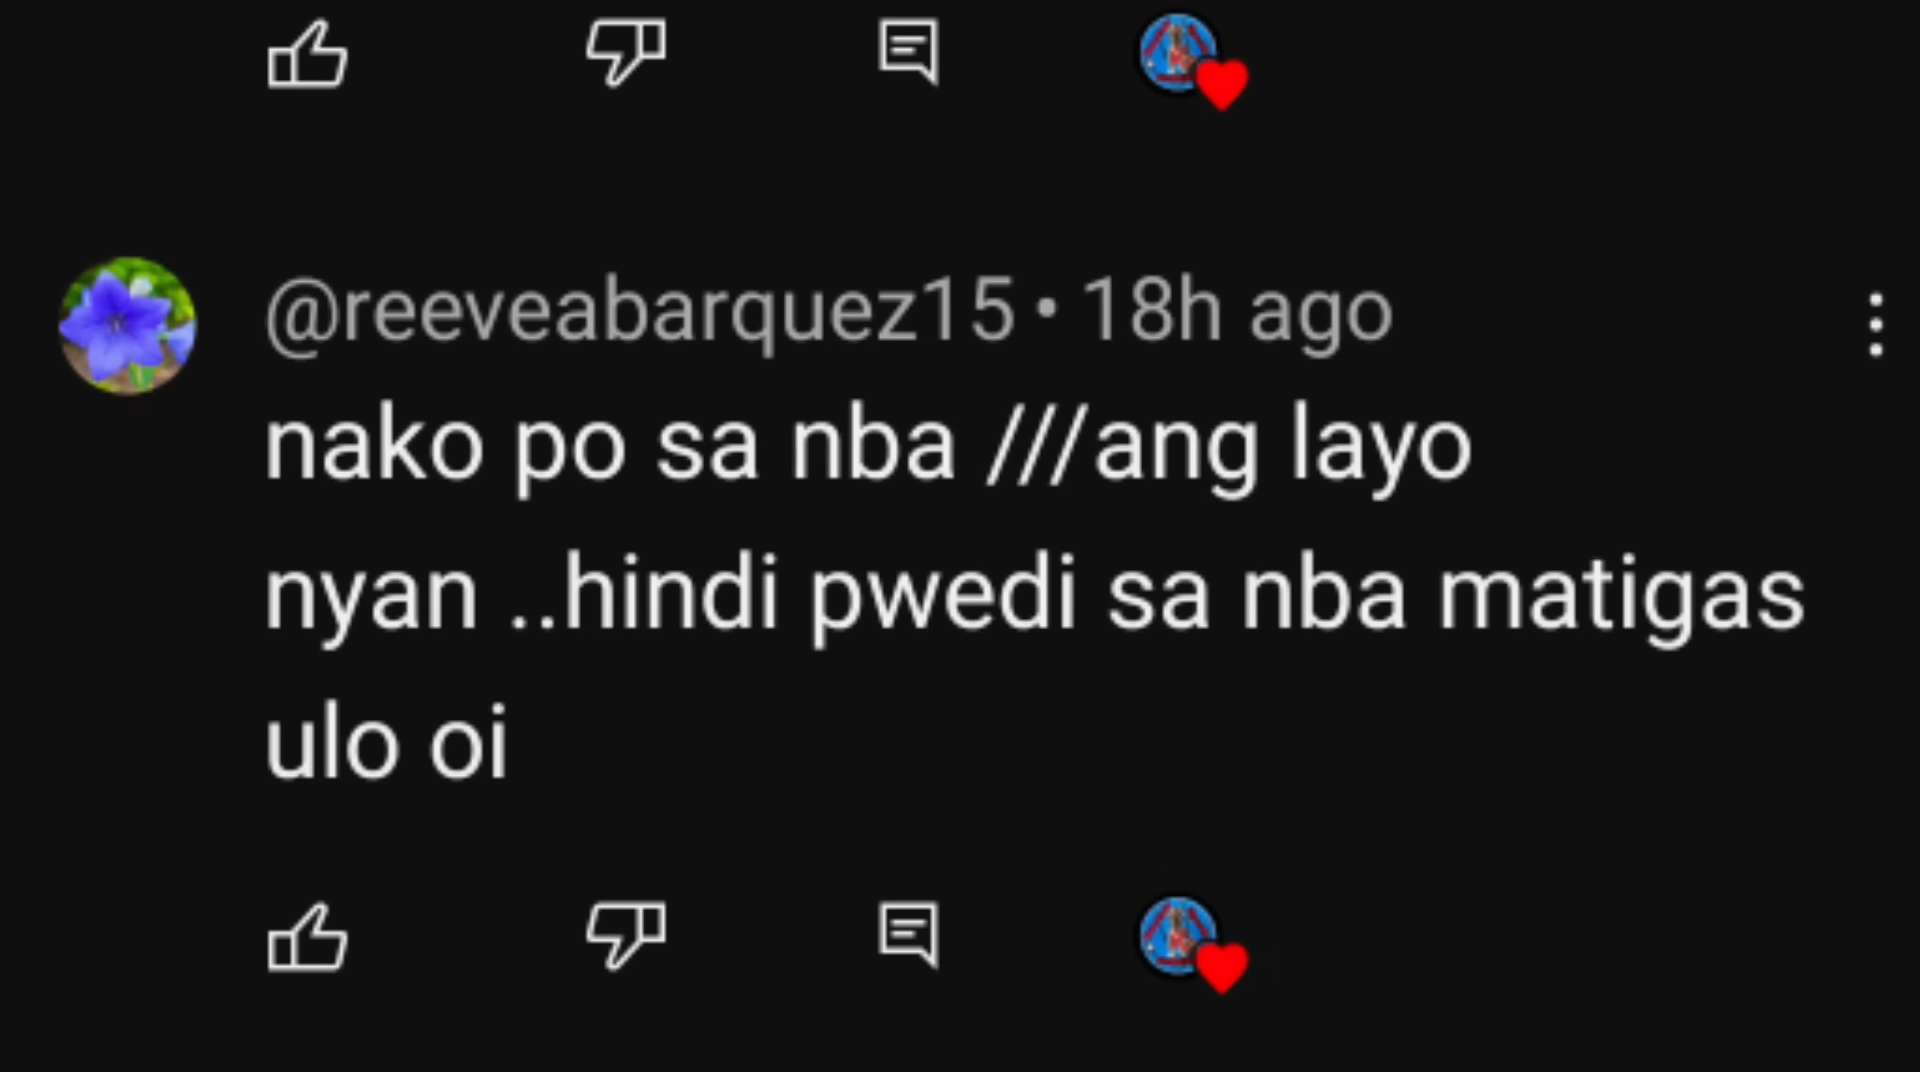 @reeveabarquez15 • 18h ago
nako po sa nba ///ang layo
nyan ..hindi pwedi sa nba matigas
ulo oi